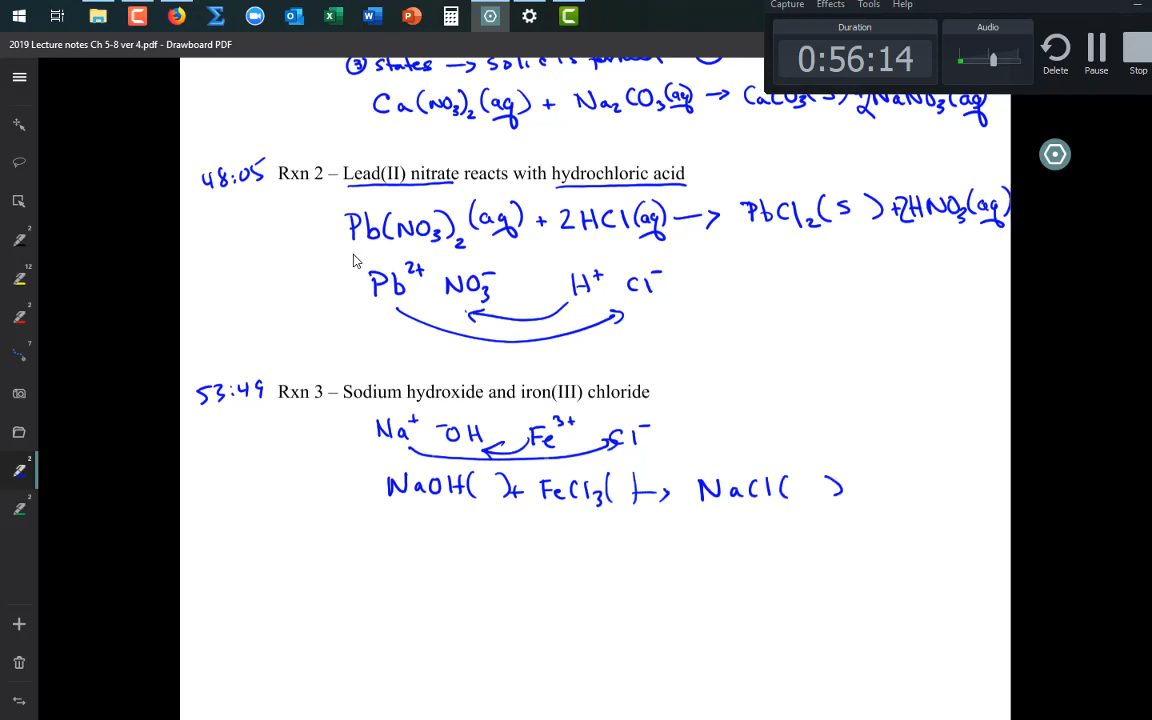 Capture Effects Tools Help
2019 Lecture notes Ch 5-8 ver 4.pdf - Drawboard PDF
Duration
Audio
0:56:14
Delete Pause Stop
③ states → solid is formed
Ca(NO₃)₂(aq) + Na₂CO₃(aq) → CaCO₃(s) + 2NaNO₃(aq)
48:05 Rxn 2 – Lead(II) nitrate reacts with hydrochloric acid
Pb(NO₃)₂(aq) + 2HCl(aq) → PbCl₂(s) + 2HNO₃(aq)
Pb²⁺ NO₃⁻ H⁺ Cl⁻
53:49 Rxn 3 – Sodium hydroxide and iron(III) chloride
Na⁺ ⁻OH Fe³⁺ Cl⁻
NaOH( ) + FeCl₃( ) → NaCl( )